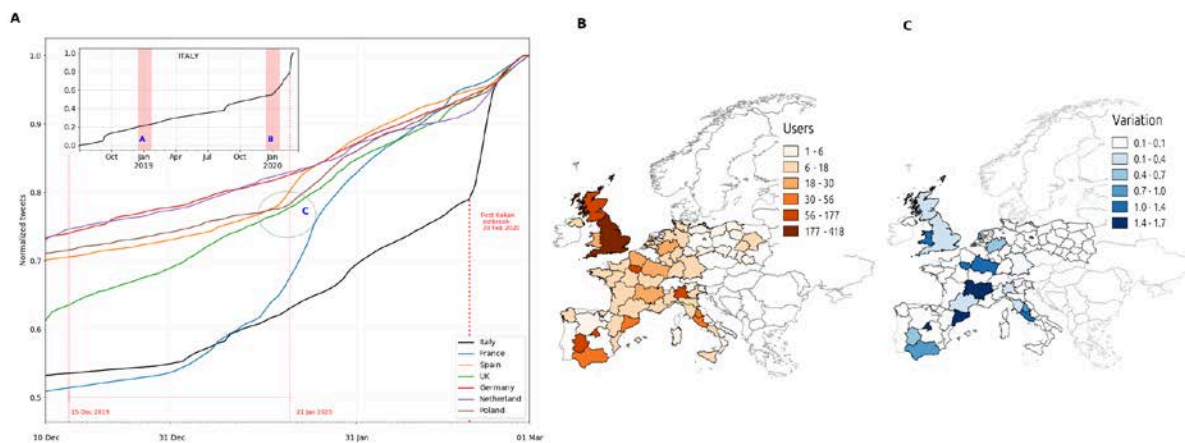 A
B
C
ITALY
1.0
0.8
0.6
0.4
0.2
0.0
A
B
Oct
Jan
2019
Apr
Jul
Oct
Jan
2020
1.0
0.9
0.8
0.7
0.6
0.5
Normalized tweets
C
First Italian
outbreak
20 Feb 2020
15 Dec 2019
21 Jan 2020
Italy
France
Spain
UK
Germany
Netherland
Poland
10 Dec
31 Dec
31 Jan
01 Mar
Users
1 - 6
6 - 18
18 - 30
30 - 56
56 - 177
177 - 418
Variation
0.1 - 0.1
0.1 - 0.4
0.4 - 0.7
0.7 - 1.0
1.0 - 1.4
1.4 - 1.7